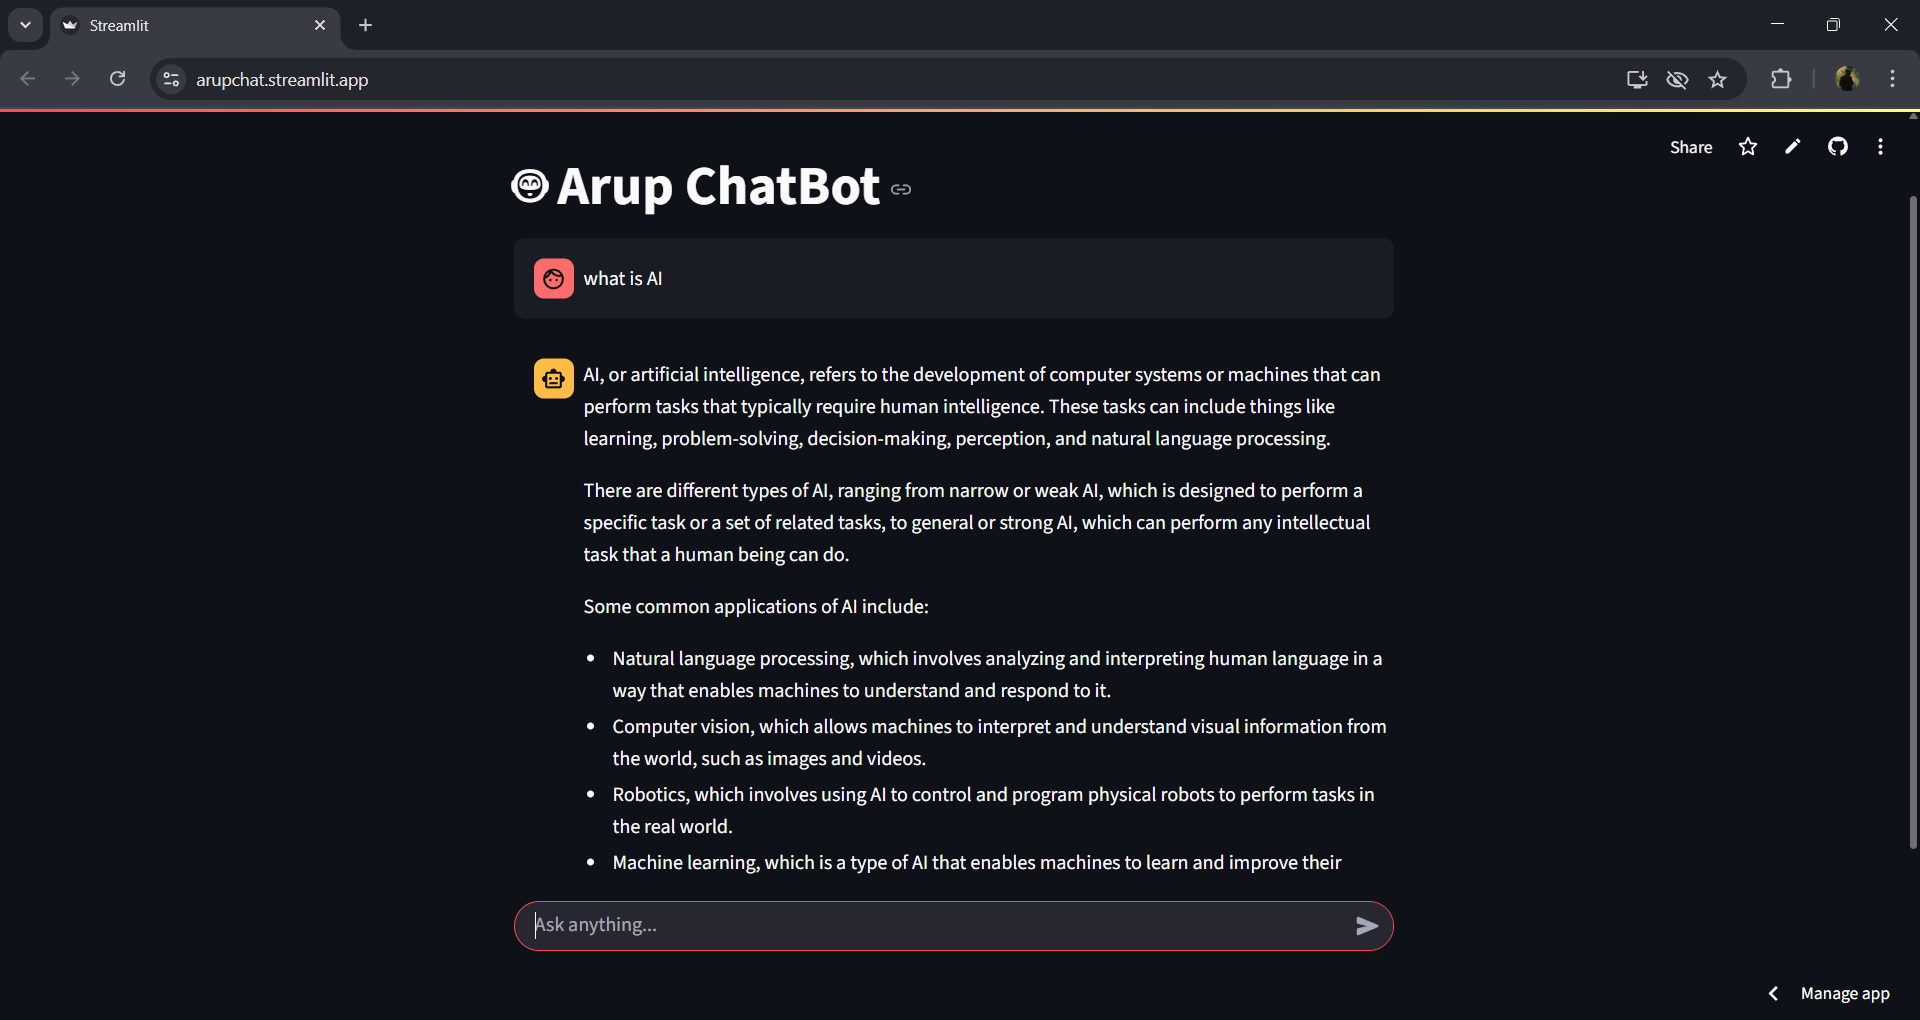 Streamlit
arupchat.streamlit.app
Share
Arup ChatBot
what is AI
AI, or artificial intelligence, refers to the development of computer systems or machines that can
perform tasks that typically require human intelligence. These tasks can include things like
learning, problem-solving, decision-making, perception, and natural language processing.
There are different types of AI, ranging from narrow or weak AI, which is designed to perform a
specific task or a set of related tasks, to general or strong AI, which can perform any intellectual
task that a human being can do.
Some common applications of AI include:
• Natural language processing, which involves analyzing and interpreting human language in a
way that enables machines to understand and respond to it.
• Computer vision, which allows machines to interpret and understand visual information from
the world, such as images and videos.
• Robotics, which involves using AI to control and program physical robots to perform tasks in
the real world.
• Machine learning, which is a type of AI that enables machines to learn and improve their
Ask anything...
Manage app